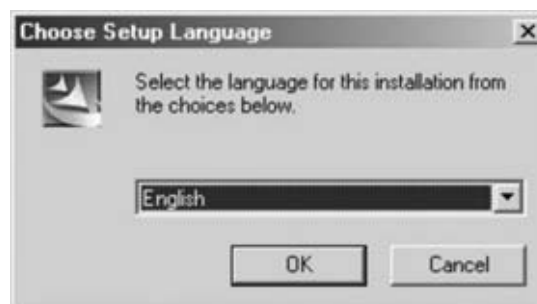 Choose Setup Language
Select the language for this installation from
the choices below.
English
OK
Cancel